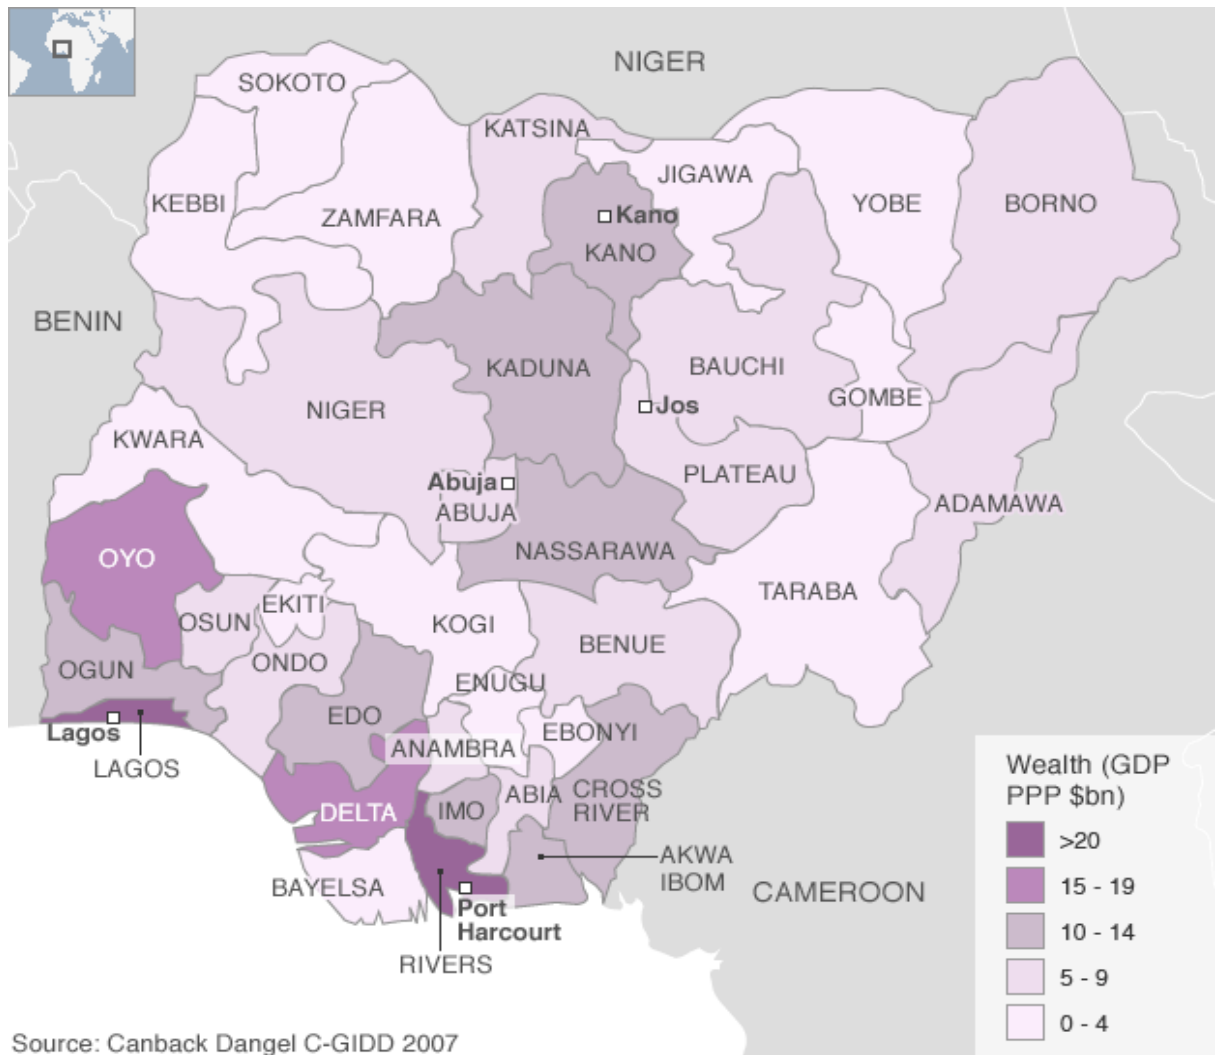 NIGER
SOKOTO
KATSINA
JIGAWA
KEBBI
ZAMFARA
Kano
KANO
YOBE
BORNO
BENIN
KADUNA
BAUCHI
NIGER
Jos
GOMBE
KWARA
Abuja
ABUJA
PLATEAU
ADAMAWA
OYO
NASSARAWA
TARABA
EKITI
OSUN
KOGI
BENUE
OGUN
ONDO
ENUGU
EDO
Lagos
LAGOS
ANAMBRA
EBONYI
DELTA
IMO
ABIA
CROSS
RIVER
AKWA
IBOM
BAYELSA
CAMEROON
Port
Harcourt
RIVERS
Wealth (GDP
PPP $bn)
>20
15 - 19
10 - 14
5 - 9
0 - 4
Source: Canback Dangel C-GIDD 2007